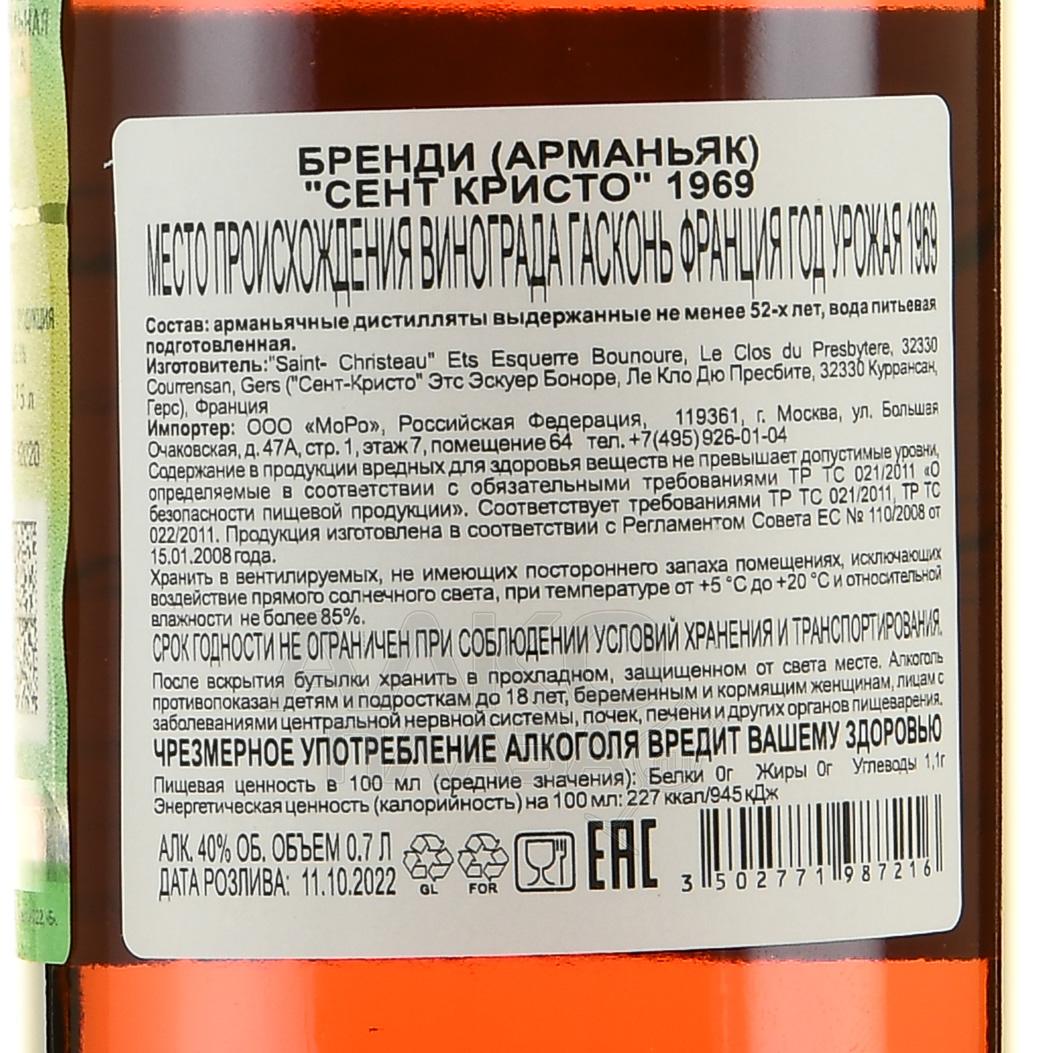 БРЕНДИ (АРМАНЬЯК)
"СЕНТ КРИСТО" 1969
МЕСТО ПРОИСХОЖДЕНИЯ ВИНОГРАДА ГАСКОНЬ ФРАНЦИЯ ГОД УРОЖАЯ 1969
Состав: арманьячные дистилляты выдержанные не менее 52-х лет, вода питьевая
подготовленная.
Изготовитель:"Saint- Christeau" Ets Esquerre Bounoure, Le Clos du Presbytere, 32330
Courrensan, Gers ("Сент-Кристо" Этс Эскуер Боноре, Ле Кло Дю Пресбите, 32330 Куррансан,
Герс), Франция
Импортер: ООО «МоРо», Российская Федерация, 119361, г. Москва, ул. Большая
Очаковская, д. 47А, стр. 1, этаж 7, помещение 64 тел. +7(495) 926-01-04
Содержание в продукции вредных для здоровья веществ не превышает допустимые уровни,
определяемые в соответствии с обязательными требованиями ТР ТС 021/2011 «О
безопасности пищевой продукции». Соответствует требованиями ТР ТС 021/2011, ТР ТС
022/2011. Продукция изготовлена в соответствии с Регламентом Совета ЕС № 110/2008 от
15.01.2008 года.
Хранить в вентилируемых, не имеющих постороннего запаха помещениях, исключающих
воздействие прямого солнечного света, при температуре от +5 °С до +20 °С и относительной
влажности не более 85%.
СРОК ГОДНОСТИ НЕ ОГРАНИЧЕН ПРИ СОБЛЮДЕНИИ УСЛОВИЙ ХРАНЕНИЯ И ТРАНСПОРТИРОВАНИЯ.
После вскрытия бутылки хранить в прохладном, защищенном от света месте. Алкоголь
противопоказан детям и подросткам до 18 лет, беременным и кормящим женщинам, лицам с
заболеваниями центральной нервной системы, почек, печени и других органов пищеварения.
ЧРЕЗМЕРНОЕ УПОТРЕБЛЕНИЕ АЛКОГОЛЯ ВРЕДИТ ВАШЕМУ ЗДОРОВЬЮ
Пищевая ценность в 100 мл (средние значения): Белки 0г Жиры 0г Углеводы 1,1г
Энергетическая ценность (калорийность) на 100 мл: 227 ккал/945 кДж
АЛК. 40% ОБ. ОБЪЕМ 0.7 Л
ДАТА РОЗЛИВА: 11.10.2022
GL FOR
EAC
3 502771 987216